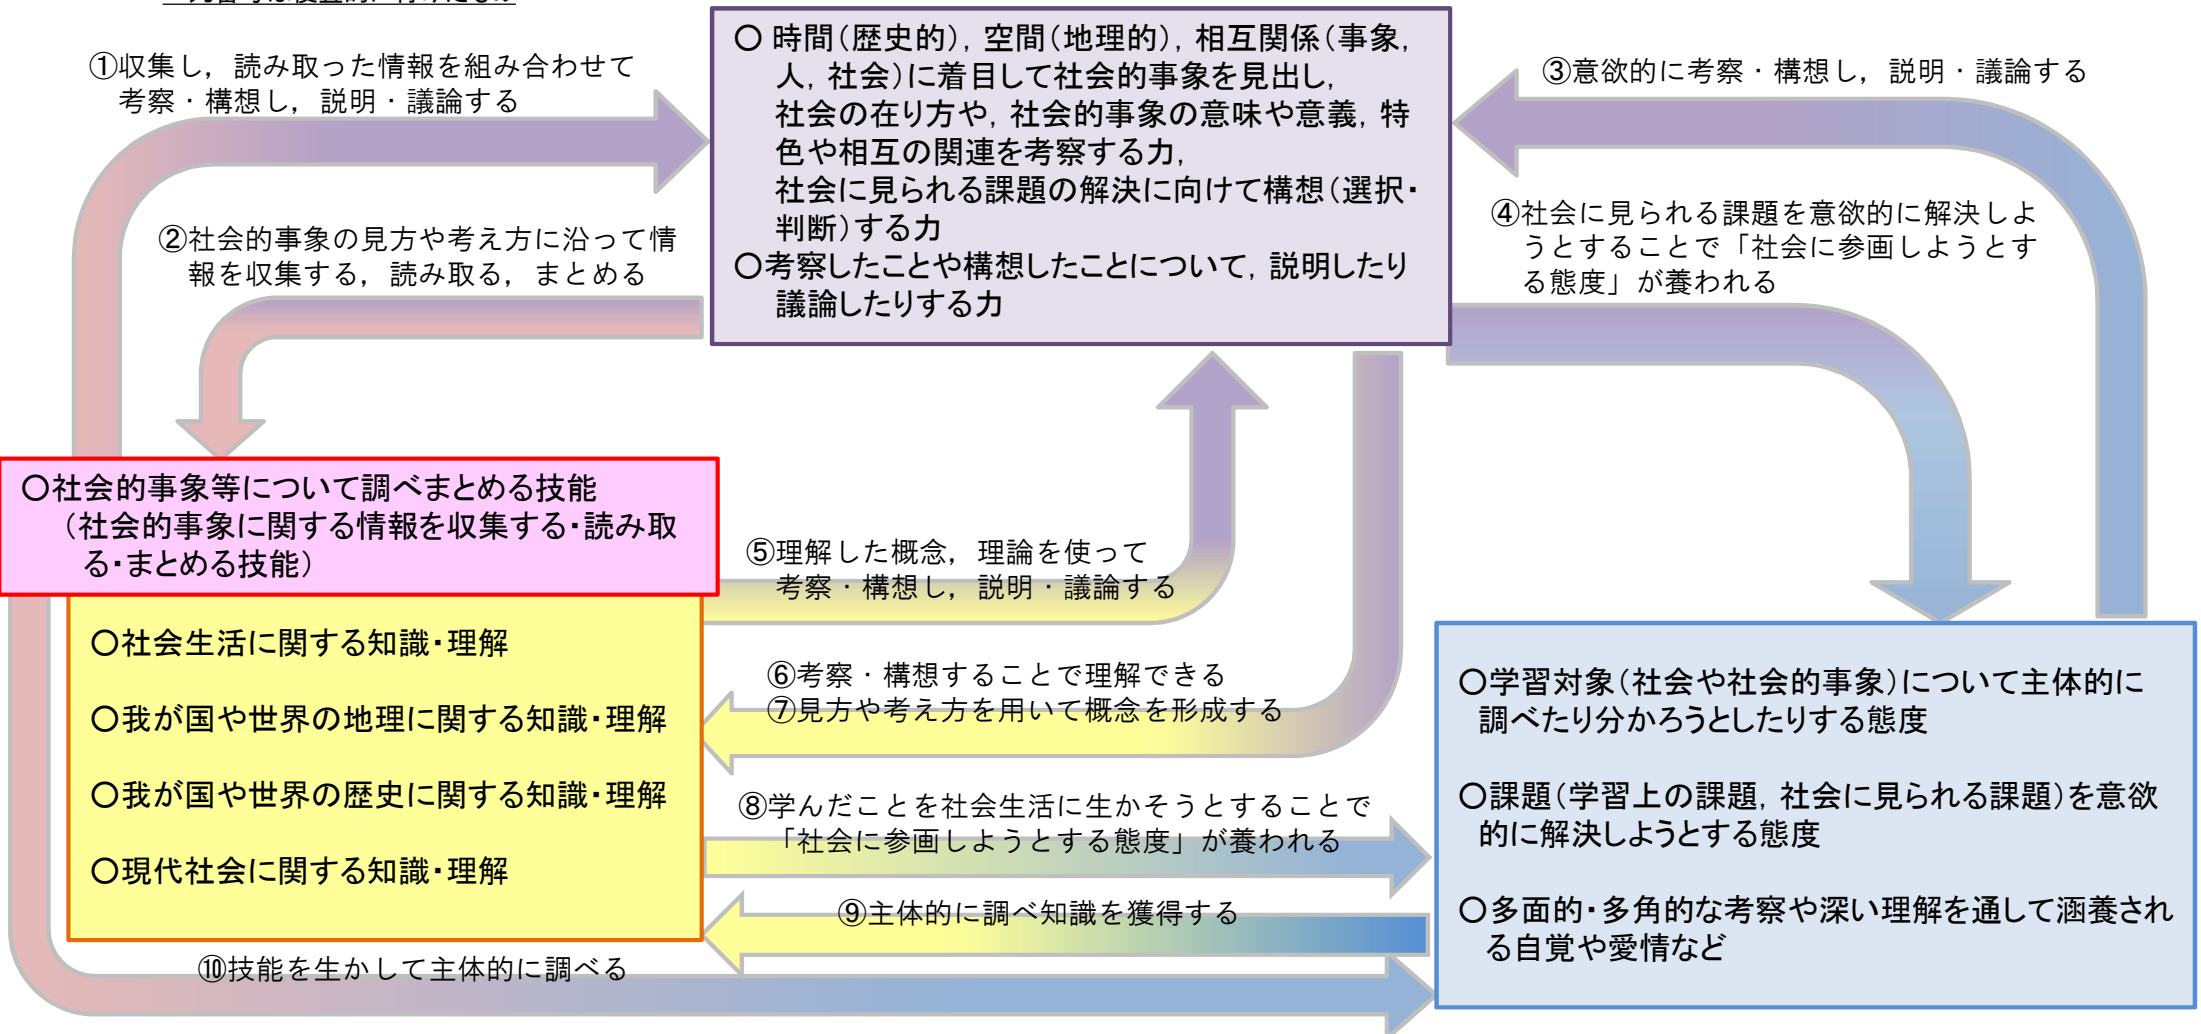 ①収集し，読み取った情報を組み合わせて
考察・構想し，説明・議論する
②社会的事象の見方や考え方に沿って情
報を収集する，読み取る，まとめる
〇 時間（歴史的），空間（地理的），相互関係（事象，
人，社会）に着目して社会的事象を見出し，
社会の在り方や，社会的事象の意味や意義，特
色や相互の関連を考察する力，
社会に見られる課題の解決に向けて構想（選択・
判断）する力
〇考察したことや構想したことについて，説明したり
議論したりする力
③意欲的に考察・構想し，説明・議論する
④社会に見られる課題を意欲的に解決しよ
うとすることで「社会に参画しようとす
る態度」が養われる
〇社会的事象等について調べまとめる技能
（社会的事象に関する情報を収集する・読み取
る・まとめる技能）
〇社会生活に関する知識・理解
〇我が国や世界の地理に関する知識・理解
〇我が国や世界の歴史に関する知識・理解
〇現代社会に関する知識・理解
⑤理解した概念，理論を使って
考察・構想し，説明・議論する
⑥考察・構想することで理解できる
⑦見方や考え方を用いて概念を形成する
⑧学んだことを社会生活に生かそうとすることで
「社会に参画しようとする態度」が養われる
⑨主体的に調べ知識を獲得する
⑩技能を生かして主体的に調べる
〇学習対象（社会や社会的事象）について主体的に
調べたり分かろうとしたりする態度
〇課題（学習上の課題，社会に見られる課題）を意欲
的に解決しようとする態度
〇多面的・多角的な考察や深い理解を通して涵養され
る自覚や愛情など